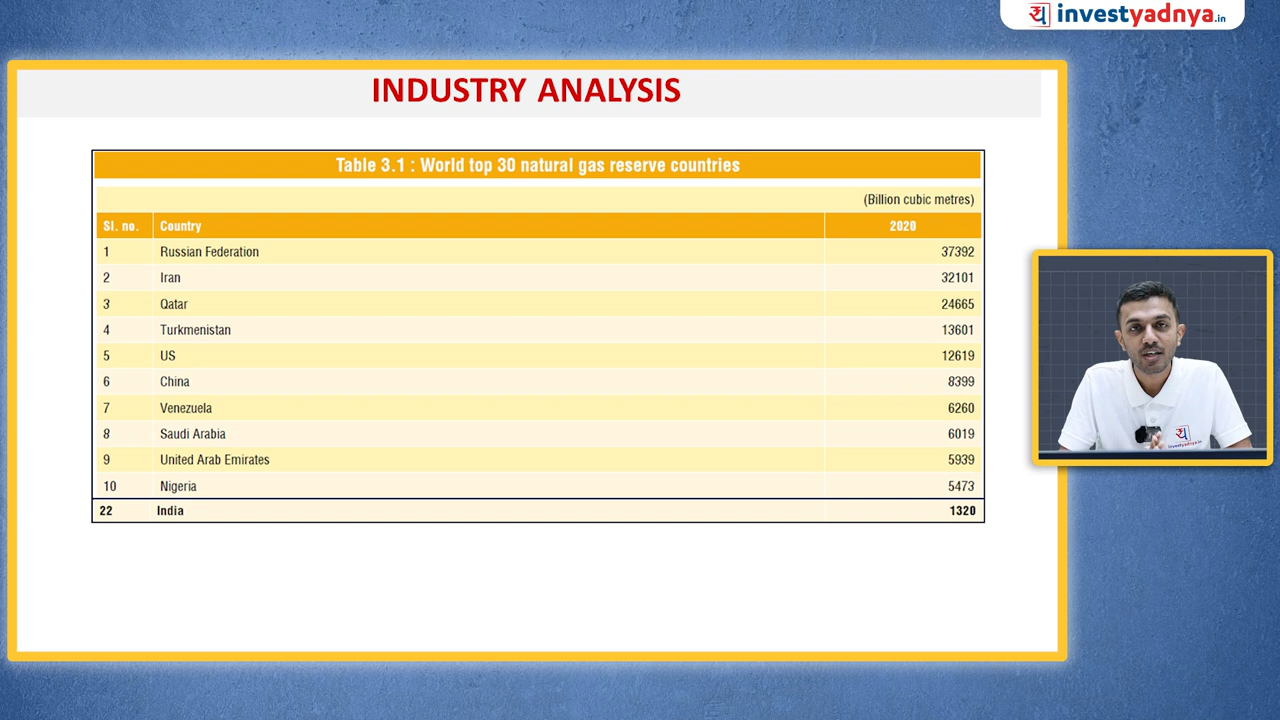 investyadnya.in
INDUSTRY ANALYSIS
Table 3.1 : World top 30 natural gas reserve countries
(Billion cubic metres)
Sl. no. Country 2020
1 Russian Federation 37392
2 Iran 32101
3 Qatar 24665
4 Turkmenistan 13601
5 US 12619
6 China 8399
7 Venezuela 6260
8 Saudi Arabia 6019
9 United Arab Emirates 5939
10 Nigeria 5473
22 India 1320
investyadnya.in